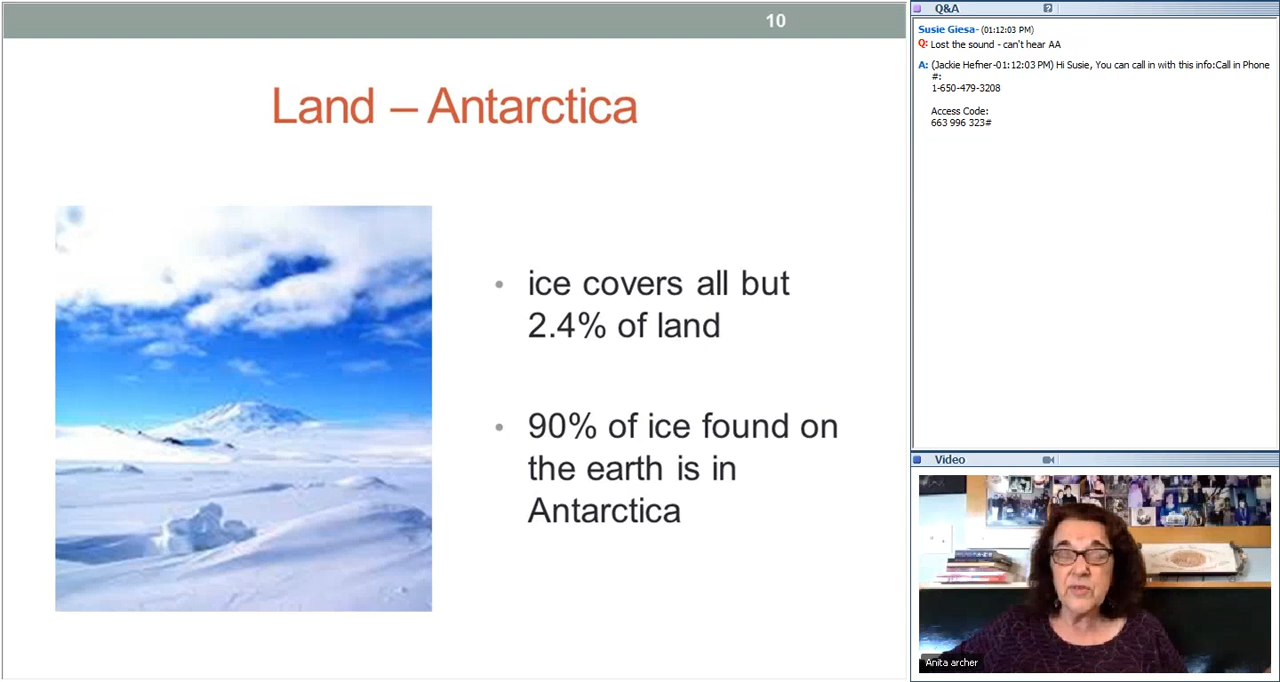 10
Land – Antarctica
• ice covers all but
2.4% of land
• 90% of ice found on
the earth is in
Antarctica
Q&A
?
Susie Giesa- (01:12:03 PM)
Q: Lost the sound - can't hear AA
A: (Jackie Hefner-01:12:03 PM) Hi Susie, You can call in with this info:Call in Phone
#:
1-650-479-3208
Access Code:
663 996 323#
Video
Anita archer